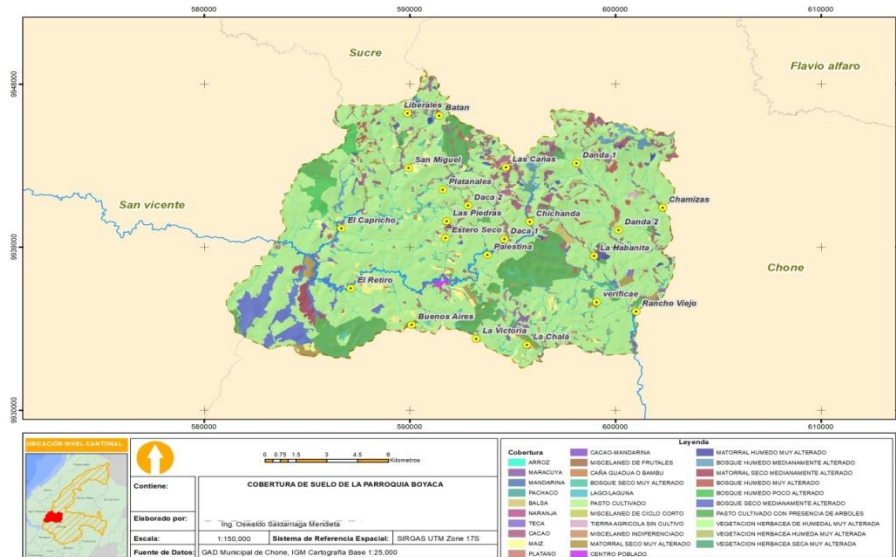 580000 590000 600000 610000
Sucre
Flavio alfaro
Liberales Batan
San Miguel Las Cañas Danda 1
Platanales
Daca 2 Chamizas
San vicente
El Capricho Las Piedras Chichanda Danda 2
Estero Seco Daca 1
Palestina La Habanita
Chone
El Retiro
verificae
Rancho Viejo
Buenos Aires
La Victoria
La Chalá
9930000
580000 590000 600000 610000
UBICACIÓN NIVEL CANTONAL
0 0.75 1.5 3 4.5 6
Kilometros
Contiene: COBERTURA DE SUELO DE LA PARROQUIA BOYACA
Elaborado por: Ing. Oswaldo Saldarriaga Mendieta
Escala: 1:150,000 Sistema de Referencia Espacial: SIRGAS UTM Zone 17S
Fuente de Datos: GAD Municipal de Chone, IGM Cartografia Base 1:25,000
Leyenda
Cobertura
ARROZ
MARACUYA
MANDARINA
PACHACO
BALSA
NARANJA
TECA
CACAO
MAIZ
PLATANO
CACAO-MANDARINA
MISCELANEO DE FRUTALES
CAÑA GUADUA O BAMBU
BOSQUE SECO MUY ALTERADO
LAGO/LAGUNA
PASTO CULTIVADO
MISCELANEO DE CICLO CORTO
TIERRA AGRICOLA SIN CULTIVO
MISCELANEO INDIFERENCIADO
MATORRAL SECO MUY ALTERADO
CENTRO POBLADO
MATORRAL HUMEDO MUY ALTERADO
BOSQUE HUMEDO MEDIANAMENTE ALTERADO
MATORRAL SECO MEDIANAMENTE ALTERADO
BOSQUE HUMEDO MUY ALTERADO
BOSQUE HUMEDO POCO ALTERADO
BOSQUE SECO MEDIANAMENTE ALTERADO
PASTO CULTIVADO CON PRESENCIA DE ARBOLES
VEGETACION HERBACEA DE HUMEDAL MUY ALTERADA
VEGETACION HERBACEA HUMEDA MUY ALTERADA
VEGETACION HERBACEA SECA MUY ALTERADA